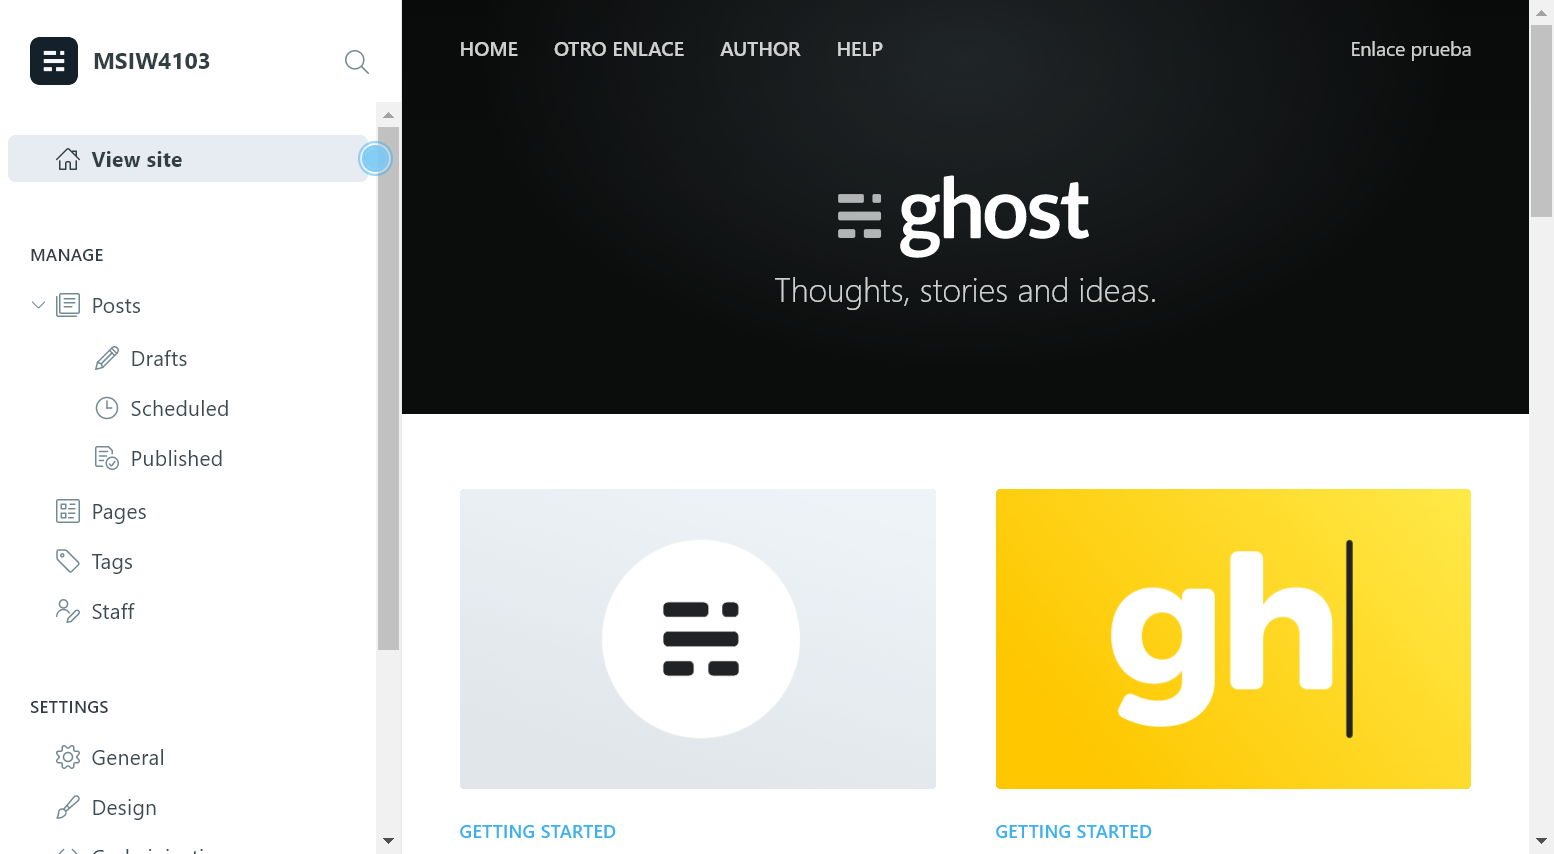 MSIW4103
View site
MANAGE
Posts
Drafts
Scheduled
Published
Pages
Tags
Staff
SETTINGS
General
Design
HOME OTRO ENLACE AUTHOR HELP Enlace prueba
ghost
Thoughts, stories and ideas.
gh
GETTING STARTED
GETTING STARTED